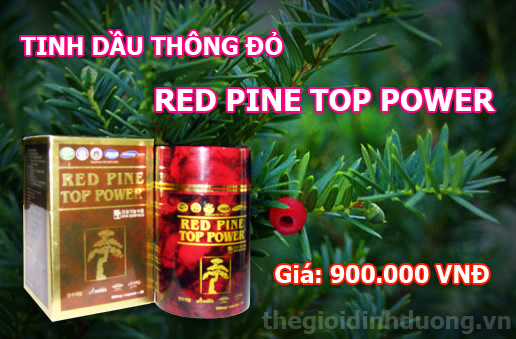 TINH DẦU THÔNG ĐỎ
RED PINE TOP POWER
RED PINE
TOP POWER
RED PINE
TOP POWER
Giá: 900.000 VNĐ
thegioidinhduong.vn